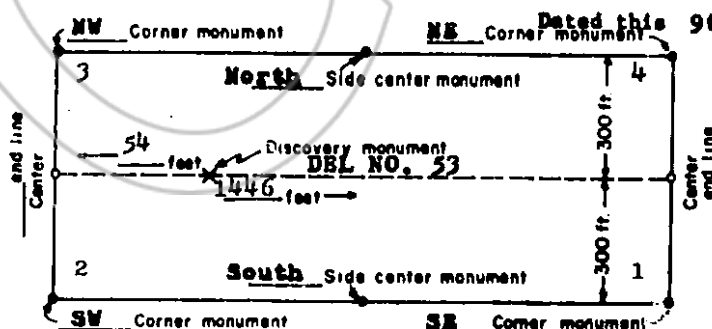 Dated this 9
NW Corner monument NE Corner monument
3 North Side center monument 4
54 feet Discovery monument
DEL NO. 53
1446 feet
300 ft.
300 ft.
end line
Center
Center
end line
2 South Side center monument 1
SW Corner monument SE Corner monument